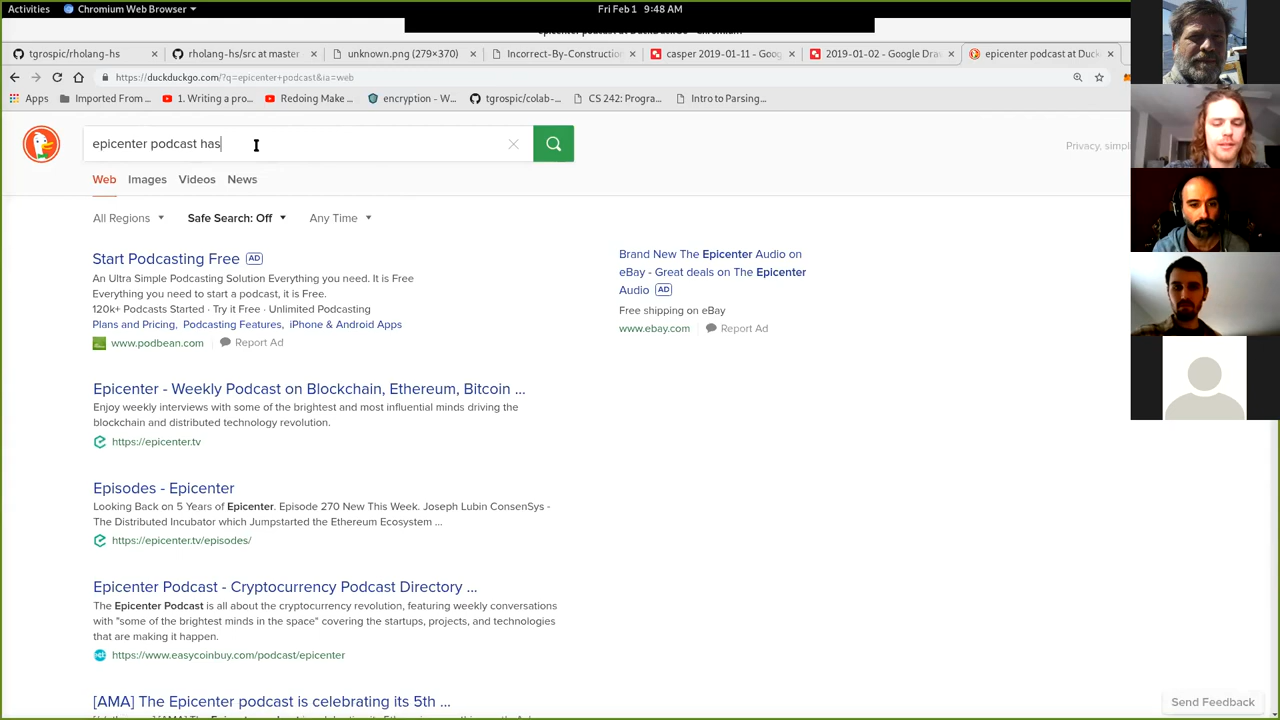 Activities
Chromium Web Browser
Fri Feb 1 9:48 AM
tgrospic/rholang-hs
rholang-hs/src at master
unknown.png (279×370)
Incorrect-By-Construction
casper 2019-01-11 - Goog
2019-01-02 - Google Dra
epicenter podcast at Duc
https://duckduckgo.com/?q=epicenter+podcast&ia=web
Apps
Imported From ...
1. Writing a pro...
Redoing Make ...
encryption - W...
tgrospic/colab-...
CS 242: Progra...
Intro to Parsing...
epicenter podcast has
Privacy, simpl
Web
Images
Videos
News
All Regions
Safe Search: Off
Any Time
Start Podcasting Free AD
An Ultra Simple Podcasting Solution Everything you need. It is Free
Everything you need to start a podcast, it is Free.
120k+ Podcasts Started · Try it Free · Unlimited Podcasting
Plans and Pricing, Podcasting Features, iPhone & Android Apps
www.podbean.com Report Ad
Brand New The Epicenter Audio on
eBay - Great deals on The Epicenter
Audio AD
Free shipping on eBay
www.ebay.com Report Ad
Epicenter - Weekly Podcast on Blockchain, Ethereum, Bitcoin ...
Enjoy weekly interviews with some of the brightest and most influential minds driving the
blockchain and distributed technology revolution.
https://epicenter.tv
Episodes - Epicenter
Looking Back on 5 Years of Epicenter. Episode 270 New This Week. Joseph Lubin ConsenSys -
The Distributed Incubator which Jumpstarted the Ethereum Ecosystem ...
https://epicenter.tv/episodes/
Epicenter Podcast - Cryptocurrency Podcast Directory ...
The Epicenter Podcast is all about the cryptocurrency revolution, featuring weekly conversations
with "some of the brightest minds in the space" covering the startups, projects, and technologies
that are making it happen.
https://www.easycoinbuy.com/podcast/epicenter
[AMA] The Epicenter podcast is celebrating its 5th ...
Send Feedback